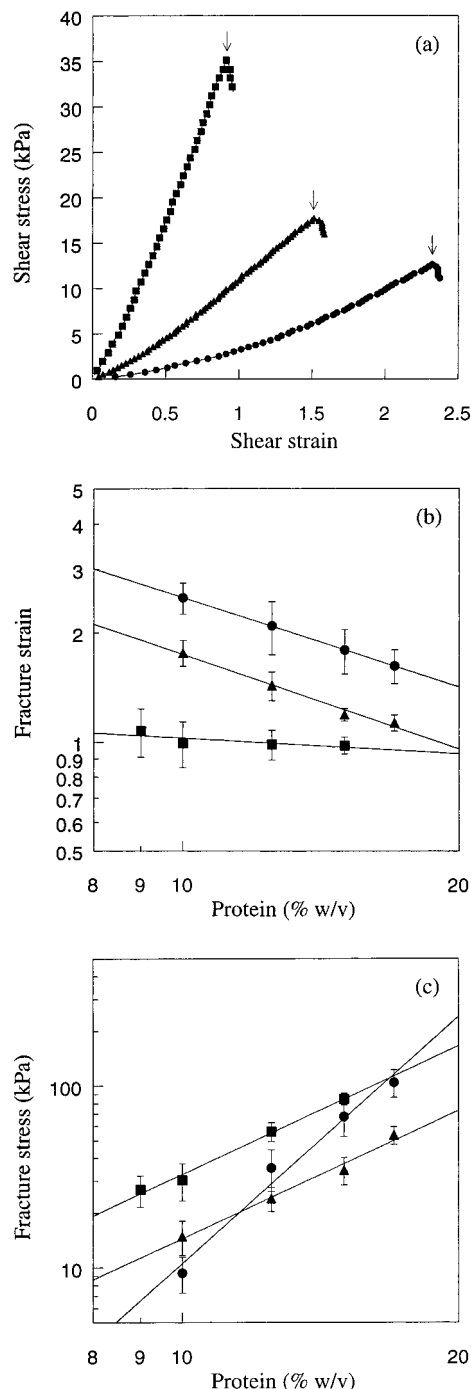 (a)
40
35
30
25
20
15
10
5
0
Shear stress (kPa)
0 0.5 1 1.5 2 2.5
Shear strain
(b)
5
4
3
2
1
0.9
0.8
0.7
0.6
0.5
Fracture strain
8 9 10 20
Protein (% w/v)
(c)
100
10
Fracture stress (kPa)
8 9 10 20
Protein (% w/v)